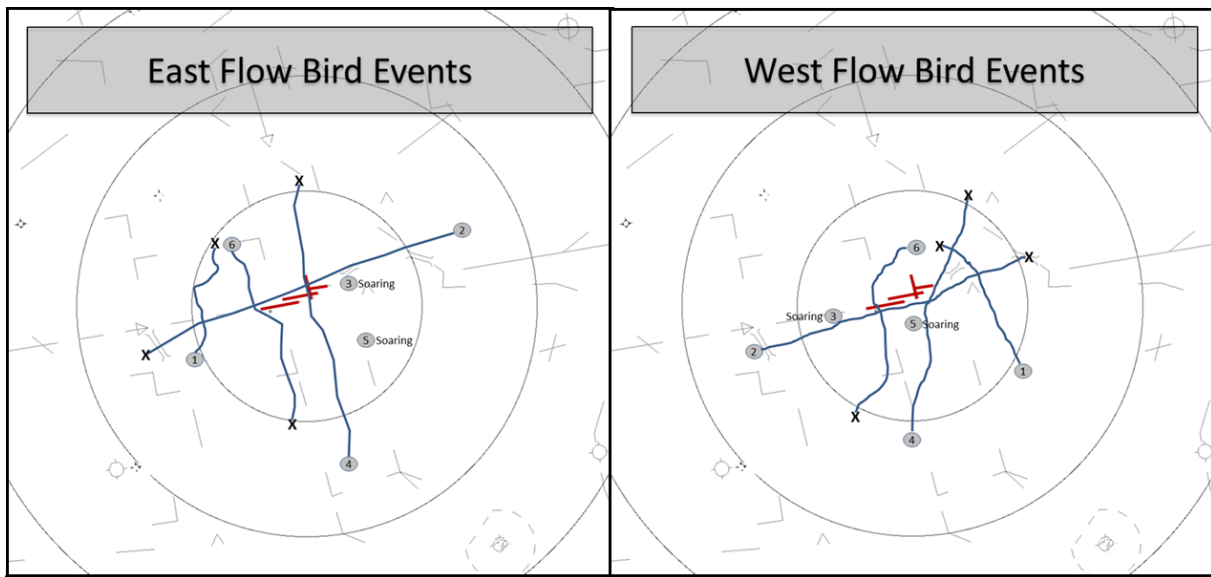 East Flow Bird Events
X
X
6
2
3 Soaring
5 Soaring
X
1
X
4
West Flow Bird Events
X
X
6
X
Soaring 3
5 Soaring
2
1
X
4